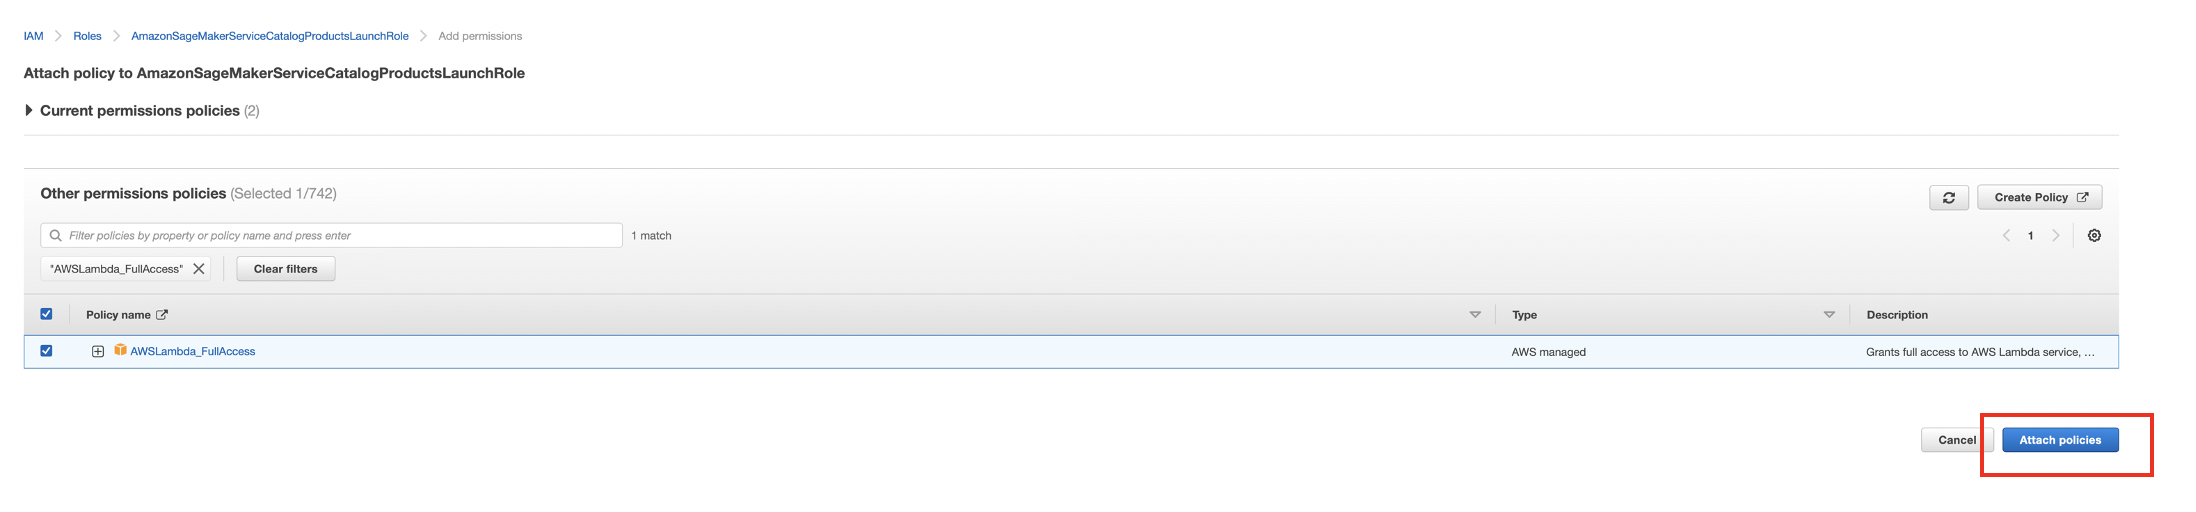 IAM > Roles > AmazonSageMakerServiceCatalogProductsLaunchRole > Add permissions
Attach policy to AmazonSageMakerServiceCatalogProductsLaunchRole
Current permissions policies (2)
Other permissions policies (Selected 1/742)
Create Policy
Filter policies by property or policy name and press enter
1 match
1
"AWSLambda_FullAccess"
Clear filters
Policy name
Type
Description
AWSLambda_FullAccess
AWS managed
Grants full access to AWS Lambda service, ...
Cancel
Attach policies